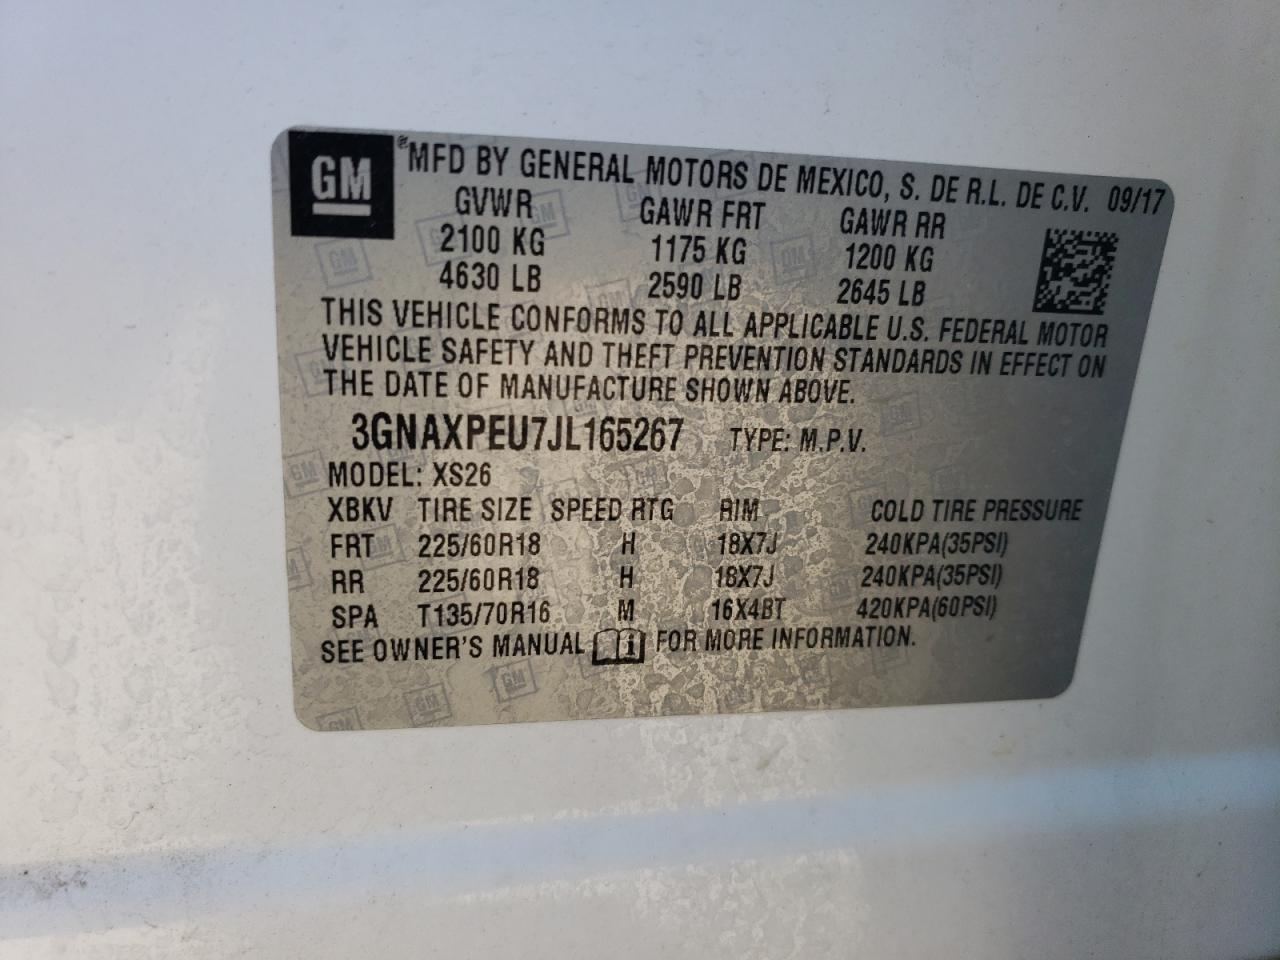 GM MFD BY GENERAL MOTORS DE MEXICO, S. DE R.L. DE C.V. 09/17
GVWR GAWR FRT GAWR RR
2100 KG 1175 KG 1200 KG
4630 LB 2590 LB 2645 LB
THIS VEHICLE CONFORMS TO ALL APPLICABLE U.S. FEDERAL MOTOR
VEHICLE SAFETY AND THEFT PREVENTION STANDARDS IN EFFECT ON
THE DATE OF MANUFACTURE SHOWN ABOVE.
3GNAXPEU7JL165267 TYPE: M.P.V.
MODEL: XS26
XBKV TIRE SIZE SPEED RTG RIM COLD TIRE PRESSURE
FRT 225/60R18 H 18X7J 240KPA(35PSI)
RR 225/60R18 H 18X7J 240KPA(35PSI)
SPA T135/70R16 M 16X4BT 420KPA(60PSI)
SEE OWNER'S MANUAL i FOR MORE INFORMATION.